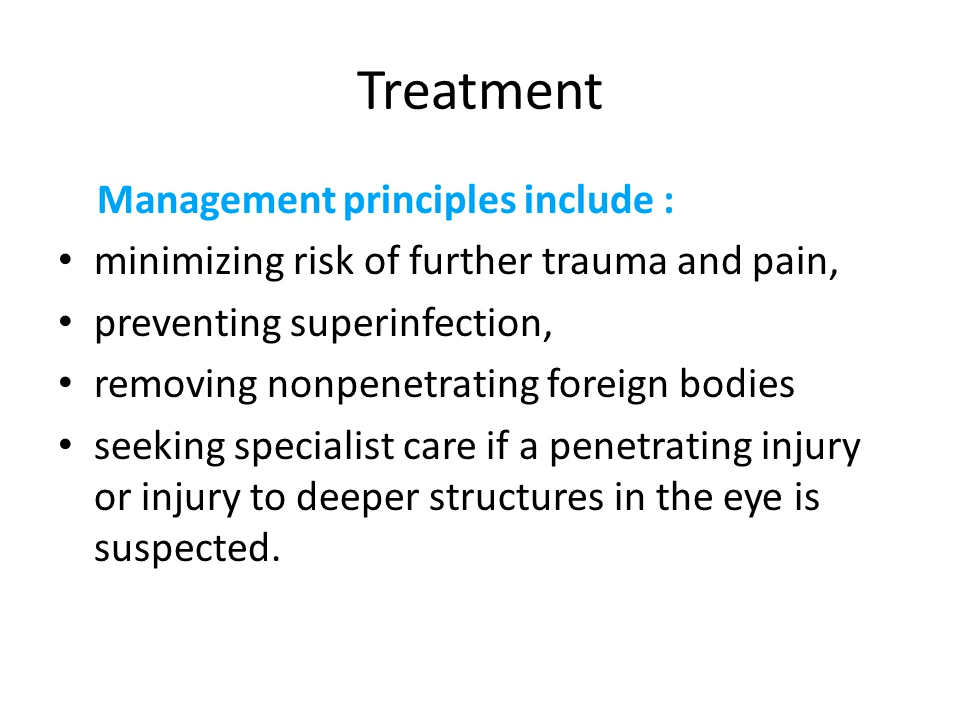 Treatment
Management principles include :
• minimizing risk of further trauma and pain,
• preventing superinfection,
• removing nonpenetrating foreign bodies
• seeking specialist care if a penetrating injury
or injury to deeper structures in the eye is
suspected.